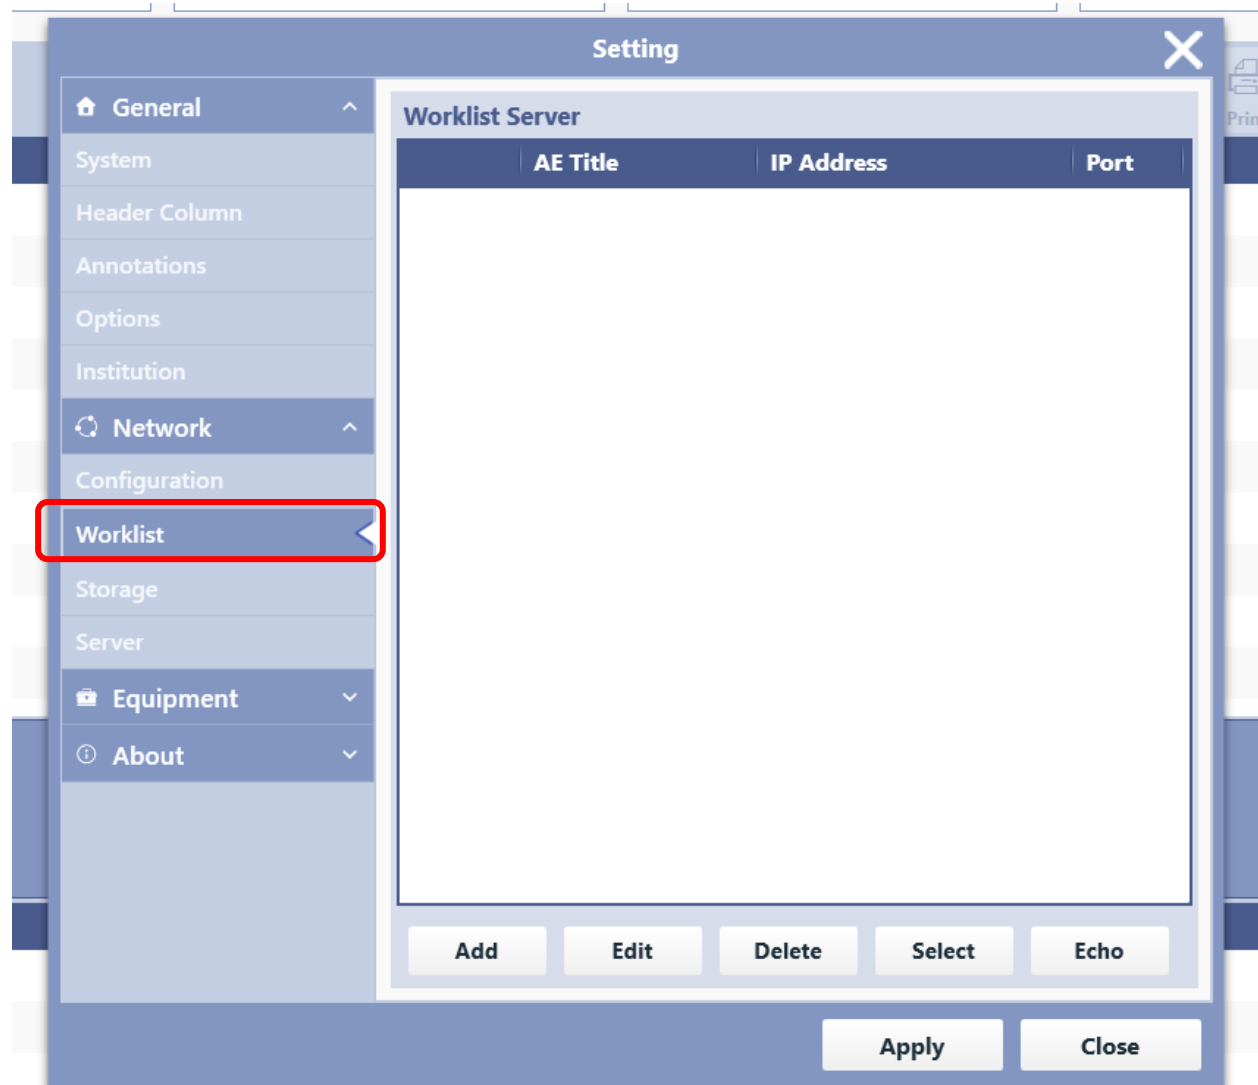 Setting
General
System
Header Column
Annotations
Options
Institution
Network
Configuration
Worklist
Storage
Server
Equipment
About
Worklist Server
AE Title IP Address Port
Add Edit Delete Select Echo
Apply Close